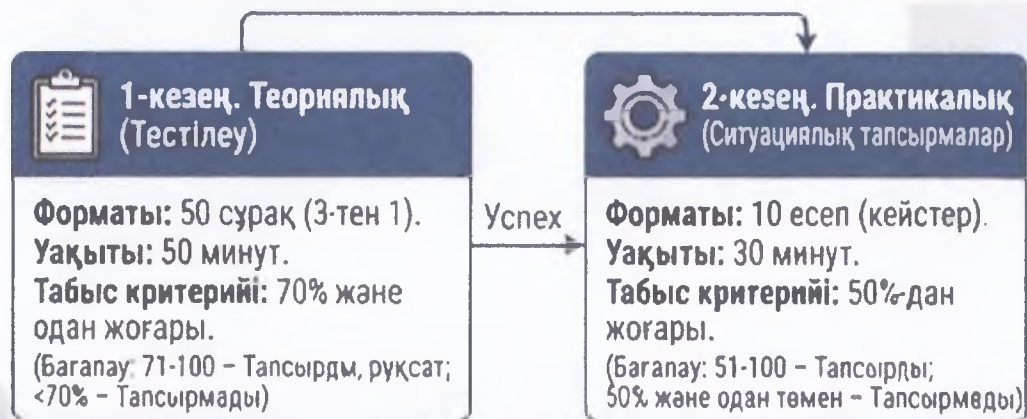 1-кезең. Теориялық
(Тестілеу)
Форматы: 50 сұрақ (3-тен 1).
Уақыты: 50 минут.
Табыс критерийі: 70% және
одан жоғары.
(Бағалау: 71-100 – Тапсырды, рұқсат;
<70% – Тапсырмады)
Успех
2-кезең. Практикалық
(Ситуациялық тапсырмалар)
Форматы: 10 есеп (кейстер).
Уақыты: 30 минут.
Табыс критерийі: 50%-дан
жоғары.
(Бағалау: 51-100 – Тапсырды;
50% және одан төмен – Тапсырмады)